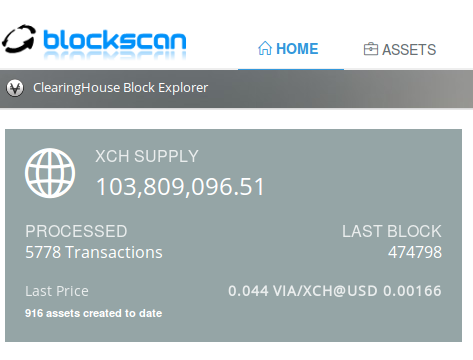 blockscan
HOME
ASSETS
ClearingHouse Block Explorer
XCH SUPPLY
103,809,096.51
PROCESSED
LAST BLOCK
5778 Transactions
474798
Last Price
0.044 VIA/XCH@USD 0.00166
916 assets created to date